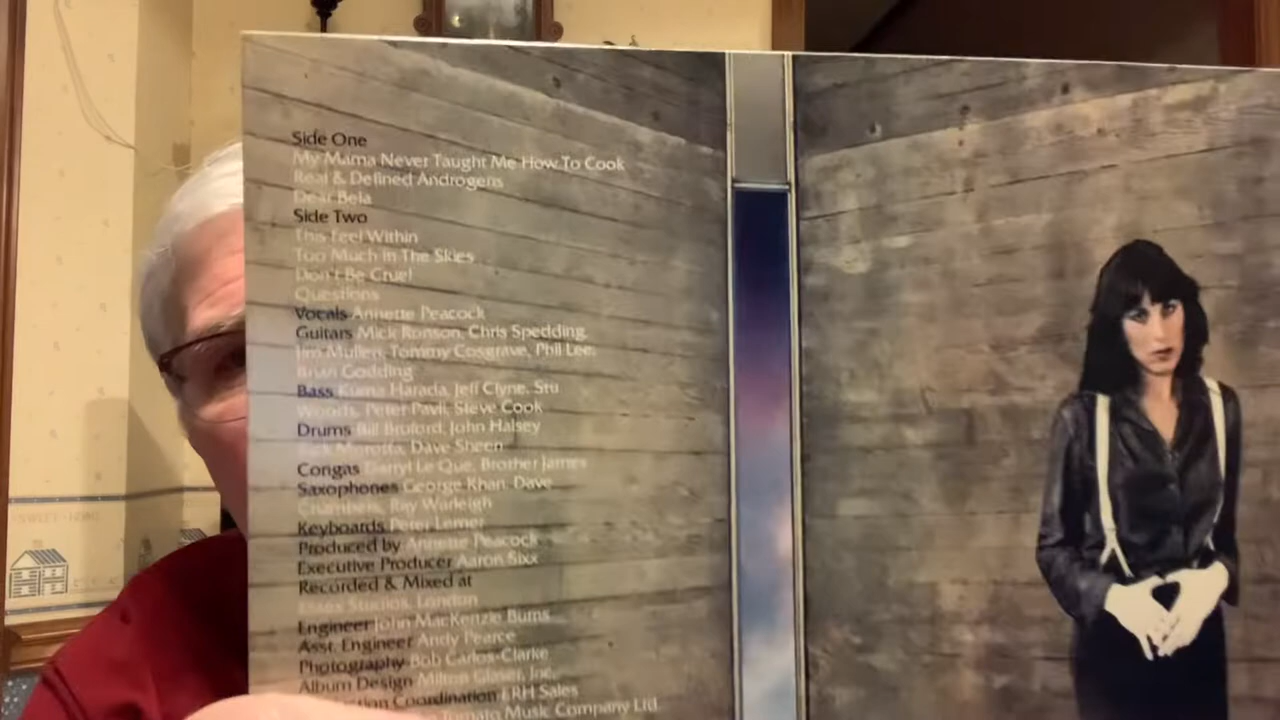 Side One
My Mama Never Taught Me How To Cook
Real & Defined Androgens
Dear Bela
Side Two
This Feel Within
Too Much In The Skies
Don't Be Cruel
Questions
Vocals Annette Peacock
Guitars Mick Ronson, Chris Spedding,
Jim Mullen, Tommy Cosgrave, Phil Lee,
Brian Godding
Bass Kuma Harada, Jeff Clyne, Stu
Woods, Peter Pavli, Steve Cook
Drums Bill Bruford, John Halsey
Rick Morotta, Dave Sheen
Congas Darryl Le Que, Brother James
Saxophones George Khan, Dave
Chambers, Ray Warleigh
Keyboards Peter Lemer
Produced by Annette Peacock
Executive Producer Aaron Sixx
Recorded & Mixed at
Essex Studios, London
Engineer John MacKenzie Burns
Asst. Engineer Andy Pearce
Photography Bob Carlos-Clarke
Album Design Milton Glaser, Inc.
Coordination ERH Sales
Tomato Music Company Ltd.